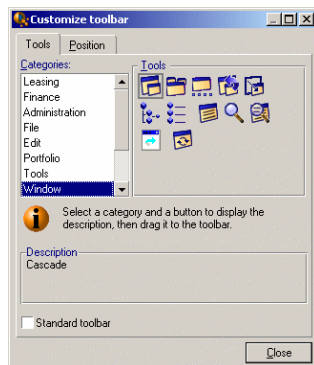 Customize toolbar
Tools Position
Categories:
Tools
Leasing
Finance
Administration
File
Edit
Portfolio
Tools
Window
Select a category and a button to display the
description, then drag it to the toolbar.
Description
Cascade
Standard toolbar
Close